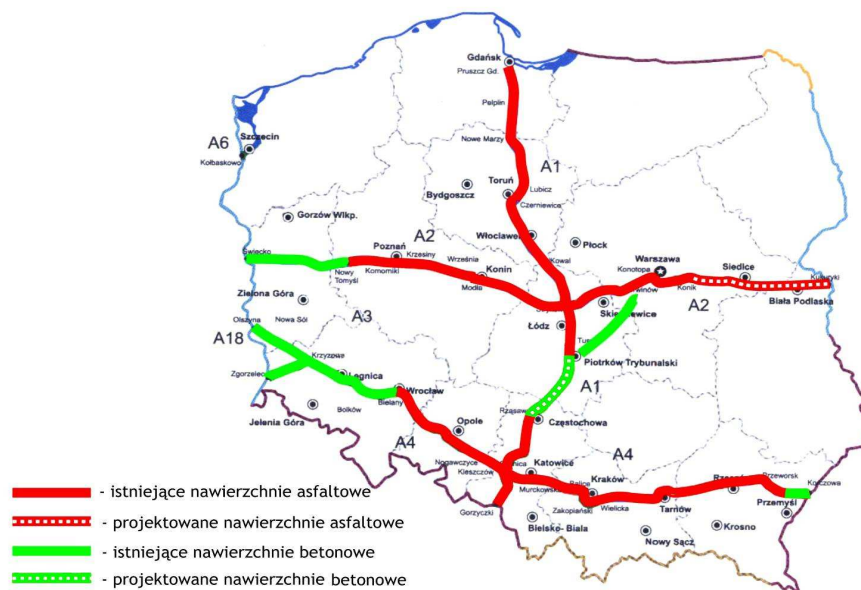 Gdańsk
Pruszcz Gd.
Pelplin
A6
Szczecin
Kołbaskowo
Nowe Marzy
A1
Toruń
Lubicz
Bydgoszcz
Czerniewice
Gorzów Wlkp.
A2
Włocławek
Płock
Poznań
Krzesiny
Września
Kowal
Warszawa
Konotopa
Siedlce
Świecko
Nowy
Tomyśl
Komorniki
Konin
Modła
Konik
Kukuryki
Biała Podlaska
A2
Zielona Góra
A3
Łódź
Olszyna
Nowa Sól
A18
Krzyżowa
Piotrków Trybunalski
Zgorzelec
Legnica
Wrocław
A1
Bielany
Rząsawa
Bolków
Jelenia Góra
Opole
Częstochowa
A4
A4
Nogawczyce
Kleszczów
Katowice
Murckowska
Balice
Kraków
Przeworsk
Korczowa
Gorzyczki
Zakopiański
Wielicka
Tarnów
Przemyśl
Bielsko- Biala
Nowy Sącz
Krosno
- istniejące nawierzchnie asfaltowe
- projektowane nawierzchnie asfaltowe
- istniejące nawierzchnie betonowe
- projektowane nawierzchnie betonowe